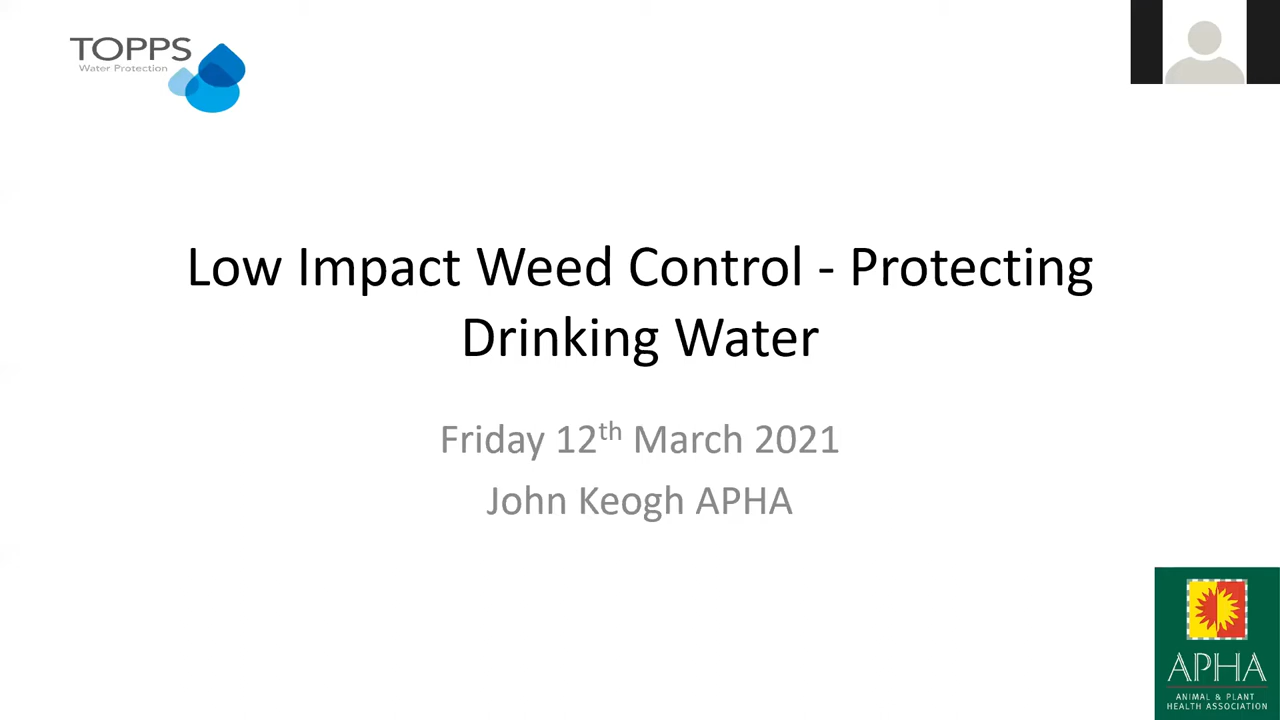 TOPPS
Water Protection
Low Impact Weed Control - Protecting
Drinking Water
Friday 12th March 2021
John Keogh APHA
APHA
ANIMAL & PLANT
HEALTH ASSOCIATION